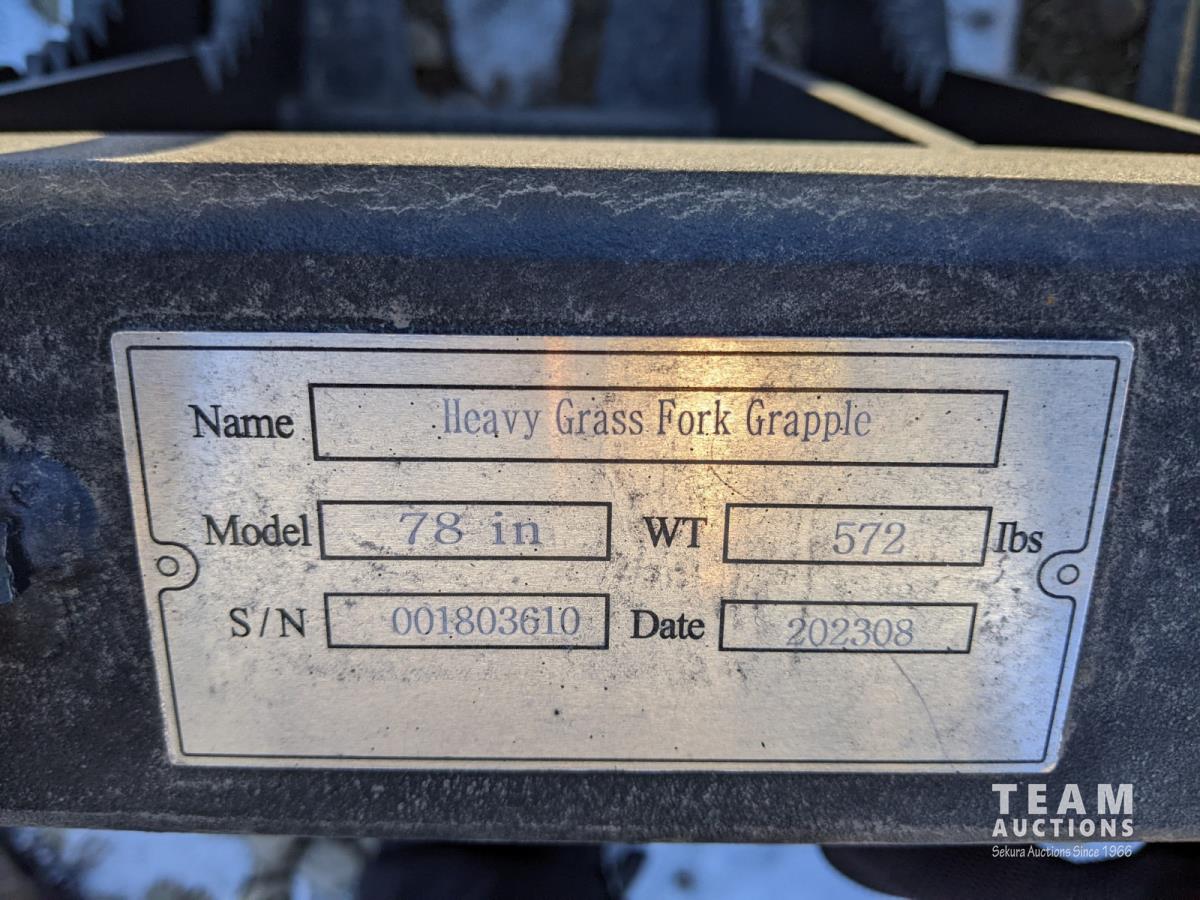 Name Heavy Grass Fork Grapple
Model 78 in WT 572 Ibs
S/N 001803610 Date 202308
TEAM
AUCTIONS
Sekura Auctions Since 1966